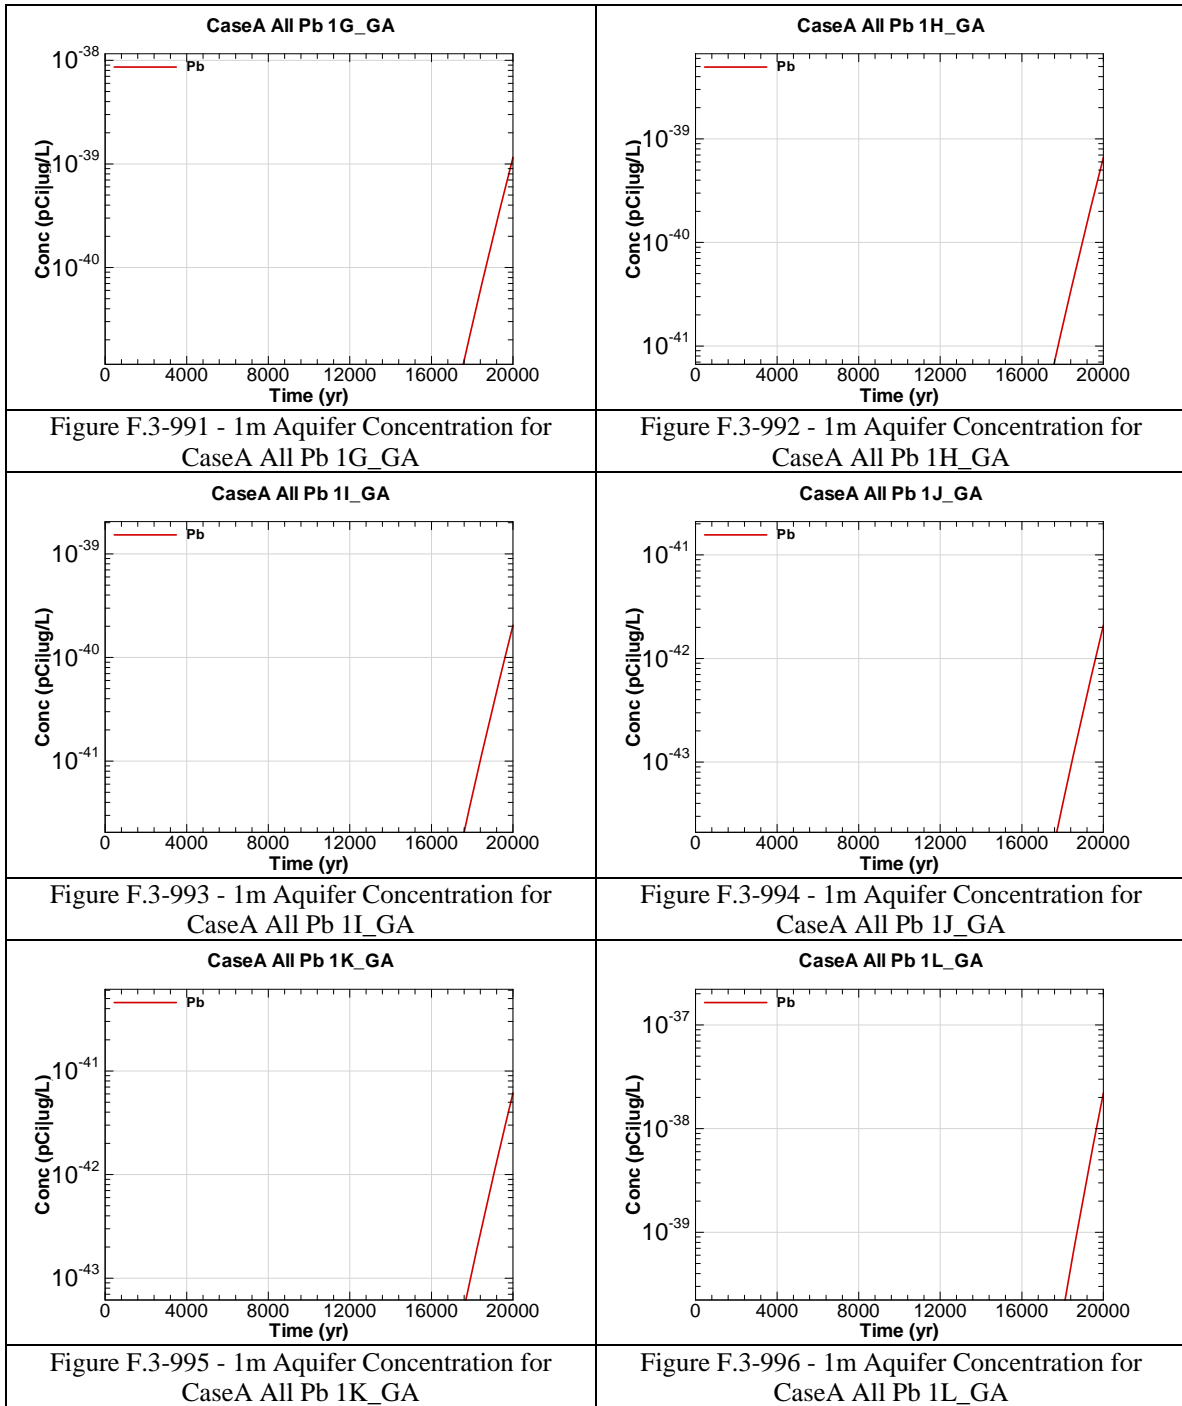 CaseA All Pb 1G_GA
Pb
Conc (pCi|ug/L)
10^-38
10^-39
10^-40
0 4000 8000 12000 16000 20000
Time (yr)
Figure F.3-991 - 1m Aquifer Concentration for
CaseA All Pb 1G_GA
CaseA All Pb 1H_GA
Pb
Conc (pCi|ug/L)
10^-39
10^-40
10^-41
0 4000 8000 12000 16000 20000
Time (yr)
Figure F.3-992 - 1m Aquifer Concentration for
CaseA All Pb 1H_GA
CaseA All Pb 1I_GA
Pb
Conc (pCi|ug/L)
10^-39
10^-40
10^-41
0 4000 8000 12000 16000 20000
Time (yr)
Figure F.3-993 - 1m Aquifer Concentration for
CaseA All Pb 1I_GA
CaseA All Pb 1J_GA
Pb
Conc (pCi|ug/L)
10^-41
10^-42
10^-43
0 4000 8000 12000 16000 20000
Time (yr)
Figure F.3-994 - 1m Aquifer Concentration for
CaseA All Pb 1J_GA
CaseA All Pb 1K_GA
Pb
Conc (pCi|ug/L)
10^-41
10^-42
10^-43
0 4000 8000 12000 16000 20000
Time (yr)
Figure F.3-995 - 1m Aquifer Concentration for
CaseA All Pb 1K_GA
CaseA All Pb 1L_GA
Pb
Conc (pCi|ug/L)
10^-37
10^-38
10^-39
0 4000 8000 12000 16000 20000
Time (yr)
Figure F.3-996 - 1m Aquifer Concentration for
CaseA All Pb 1L_GA